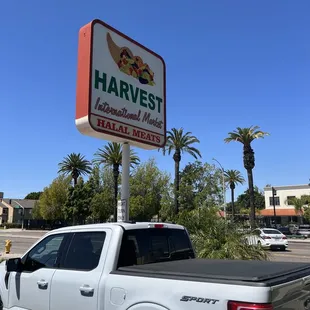 HARVEST
International Market
HALAL MEATS
SPORT